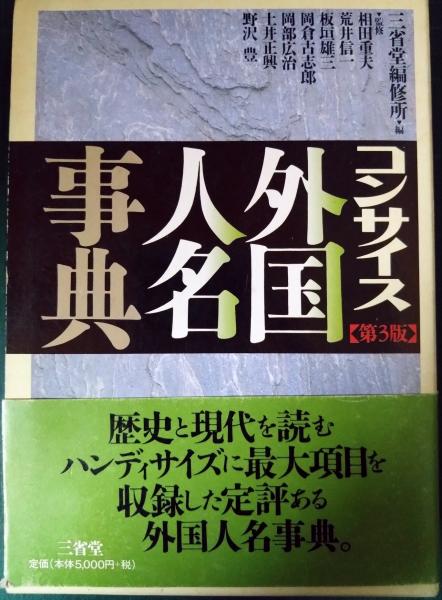 三省堂編修所●編
●監修
相田重夫
荒井信一
板垣雄三
岡倉古志郎
岡部広治
土井正興
野沢 豊
コンサイス
外国
人名
事典
【第3版】
歴史と現代を読む
ハンディサイズに最大項目を
収録した定評ある
外国人名事典。
三省堂
定価(本体5,000円+税)